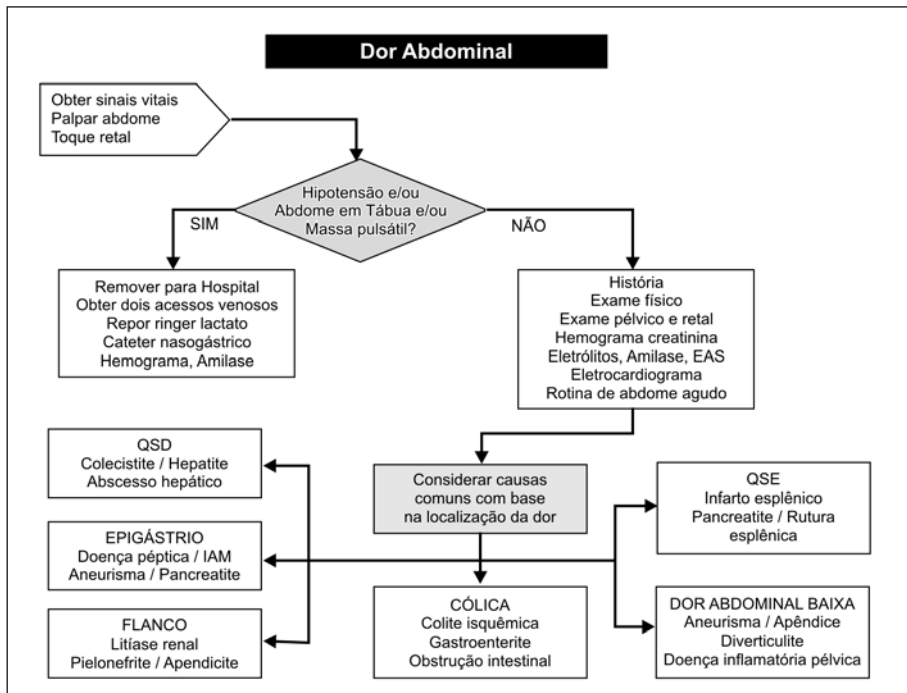 Dor Abdominal
Obter sinais vitais
Palpar abdome
Toque retal
Hipotensão e/ou
Abdome em Tábua e/ou
Massa pulsátil?
SIM
NÃO
Remover para Hospital
Obter dois acessos venosos
Repor ringer lactato
Cateter nasogástrico
Hemograma, Amilase
História
Exame físico
Exame pélvico e retal
Hemograma creatinina
Eletrólitos, Amilase, EAS
Eletrocardiograma
Rotina de abdome agudo
QSD
Colecistite / Hepatite
Abscesso hepático
Considerar causas
comuns com base
na localização da dor
QSE
Infarto esplênico
Pancreatite / Rutura
esplênica
EPIGÁSTRIO
Doença péptica / IAM
Aneurisma / Pancreatite
FLANCO
Litíase renal
Pielonefrite / Apendicite
CÓLICA
Colite isquêmica
Gastroenterite
Obstrução intestinal
DOR ABDOMINAL BAIXA
Aneurisma / Apêndice
Diverticulite
Doença inflamatória pélvica